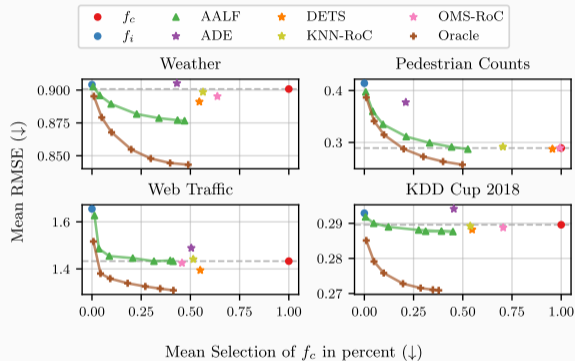 f_c AALF DETS OMS-RoC
f_i ADE KNN-RoC Oracle
Weather Pedestrian Counts
0.900
0.875
0.850
0.4
0.3
Mean RMSE (↓)
Web Traffic KDD Cup 2018
1.6
1.4
0.29
0.28
0.27
0.00 0.25 0.50 0.75 1.00 0.00 0.25 0.50 0.75 1.00
Mean Selection of f_c in percent (↓)